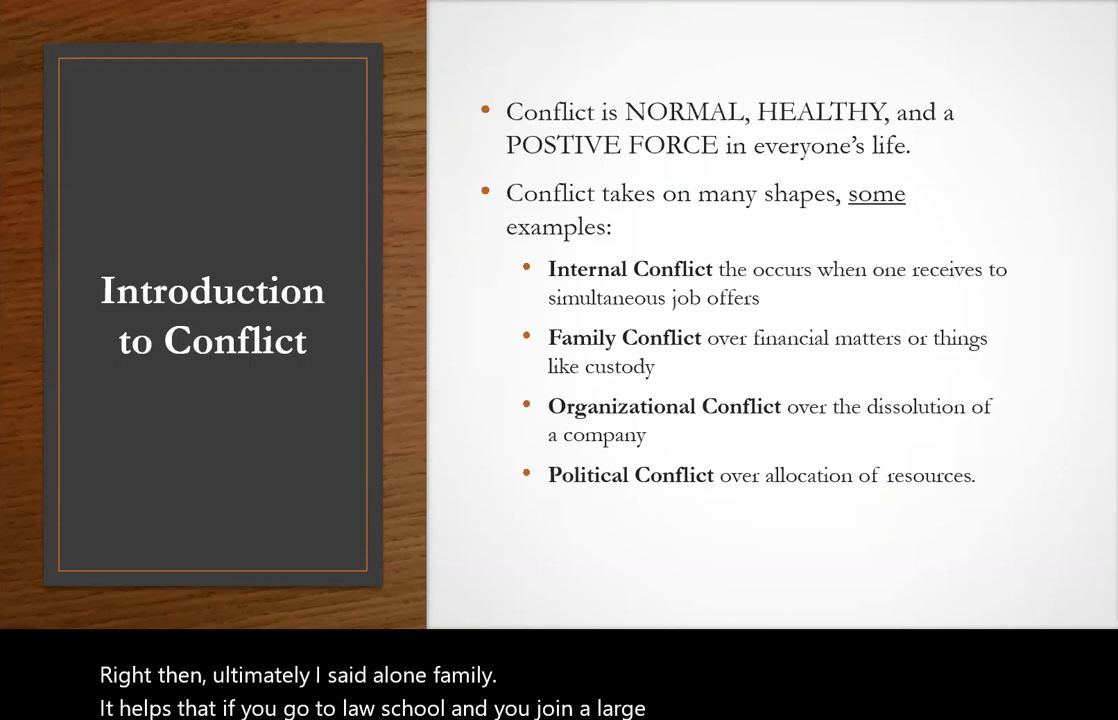 Introduction
to Conflict
• Conflict is NORMAL, HEALTHY, and a
POSTIVE FORCE in everyone’s life.
• Conflict takes on many shapes, some
examples:
• Internal Conflict the occurs when one receives to
simultaneous job offers
• Family Conflict over financial matters or things
like custody
• Organizational Conflict over the dissolution of
a company
• Political Conflict over allocation of resources.
Right then, ultimately I said alone family.
It helps that if you go to law school and you join a large